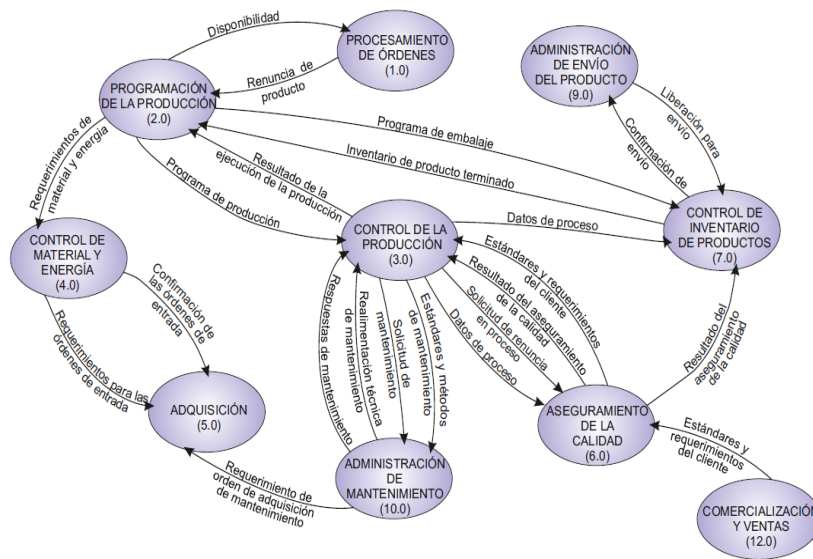 Disponibilidad
PROCESAMIENTO
DE ÓRDENES
(1.0)
Renuncia de
producto
PROGRAMACIÓN
DE LA PRODUCCIÓN
(2.0)
ADMINISTRACIÓN
DE ENVÍO
DEL PRODUCTO
(9.0)
Liberación para
envío
Confirmación de
envío
Requerimientos de
material y energía
Programa de embalaje
Inventario de producto terminado
Resultado de la
ejecución de la producción
Programa de producción
CONTROL DE
MATERIAL Y
ENERGÍA
(4.0)
CONTROL DE LA
PRODUCCIÓN
(3.0)
Datos de proceso
CONTROL DE
INVENTARIO
DE PRODUCTOS
(7.0)
Confirmación de
las órdenes de
entrada
Requerimientos para las
órdenes de entrada
Respuestas de mantenimiento
Realimentación técnica
de mantenimiento
Solicitud de
mantenimiento
Estándares y métodos
de mantenimiento
Datos de proceso
Solicitud de renuncia
en proceso
Resultado del aseguramiento
de la calidad
Estándares y requerimientos
del cliente
Resultado del
aseguramiento
de la calidad
ADQUISICIÓN
(5.0)
ASEGURAMIENTO
DE LA
CALIDAD
(6.0)
Estándares y
requerimientos
del cliente
Requerimiento de
orden de adquisición
de mantenimiento
ADMINISTRACIÓN
DE
MANTENIMIENTO
(10.0)
COMERCIALIZACIÓN
Y VENTAS
(12.0)